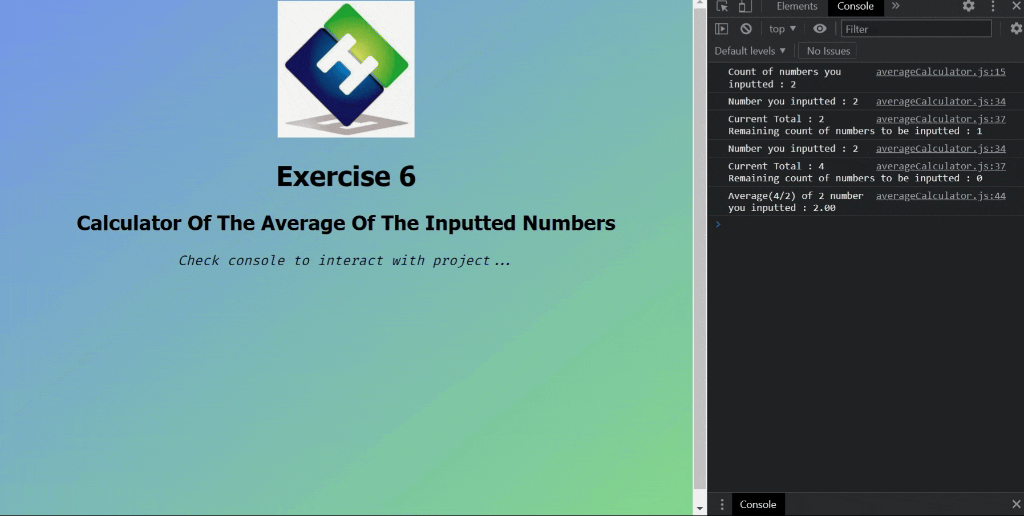 Exercise 6
Calculator Of The Average Of The Inputted Numbers
Check console to interact with project...
Elements Console »
top ▼ Filter
Default levels ▼ No Issues
Count of numbers you averageCalculator.js:15
inputted : 2
Number you inputted : 2 averageCalculator.js:34
Current Total : 2 averageCalculator.js:37
Remaining count of numbers to be inputted : 1
Number you inputted : 2 averageCalculator.js:34
Current Total : 4 averageCalculator.js:37
Remaining count of numbers to be inputted : 0
Average(4/2) of 2 number averageCalculator.js:44
you inputted : 2.00
Console